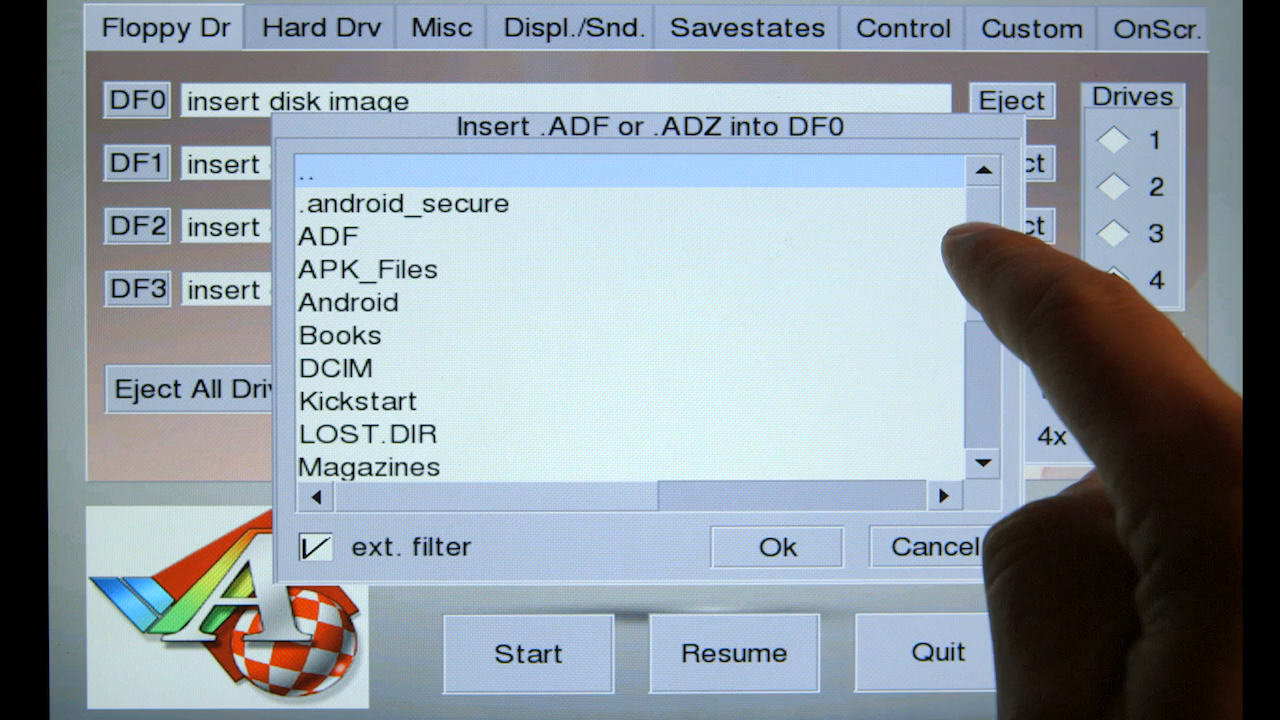 Floppy Dr Hard Drv Misc Displ./Snd. Savestates Control Custom OnScr.
DF0 insert disk image Eject Drives
Insert .ADF or .ADZ into DF0
1
DF1 insert
..
2
.android_secure
DF2 insert
ADF
3
APK_Files
4
DF3 insert
Android
Books
DCIM
Eject All
Kickstart
LOST.DIR
4x
Magazines
ext. filter Ok Cancel
Start Resume Quit